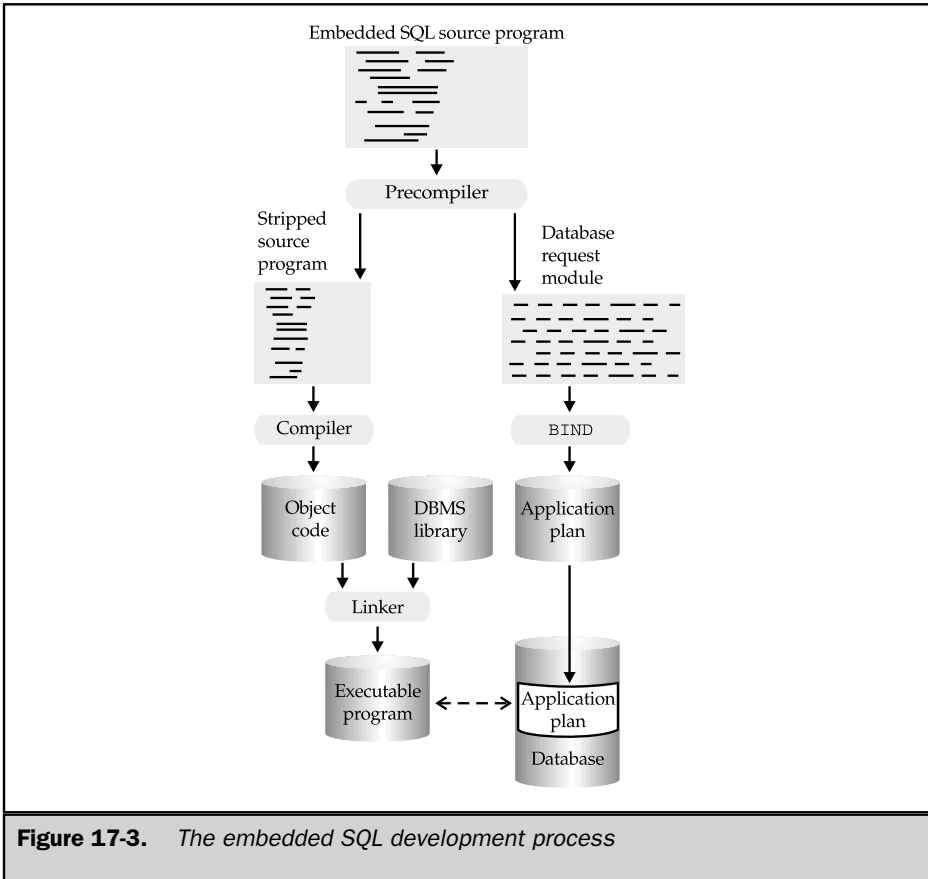 Embedded SQL source program
Precompiler
Stripped
source
program
Database
request
module
Compiler
BIND
Object
code
DBMS
library
Application
plan
Linker
Executable
program
Application
plan
Database
Figure 17-3. The embedded SQL development process